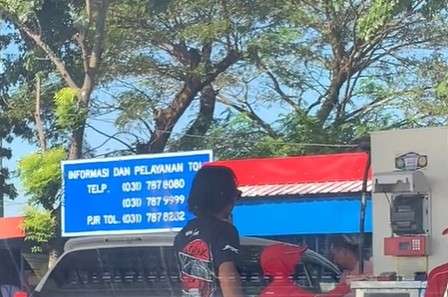 INFORMASI DAN PELAYANAN TOL
TELP. (031) 787 8080
(031) 787 9999
PJR TOL. (031) 787 8282